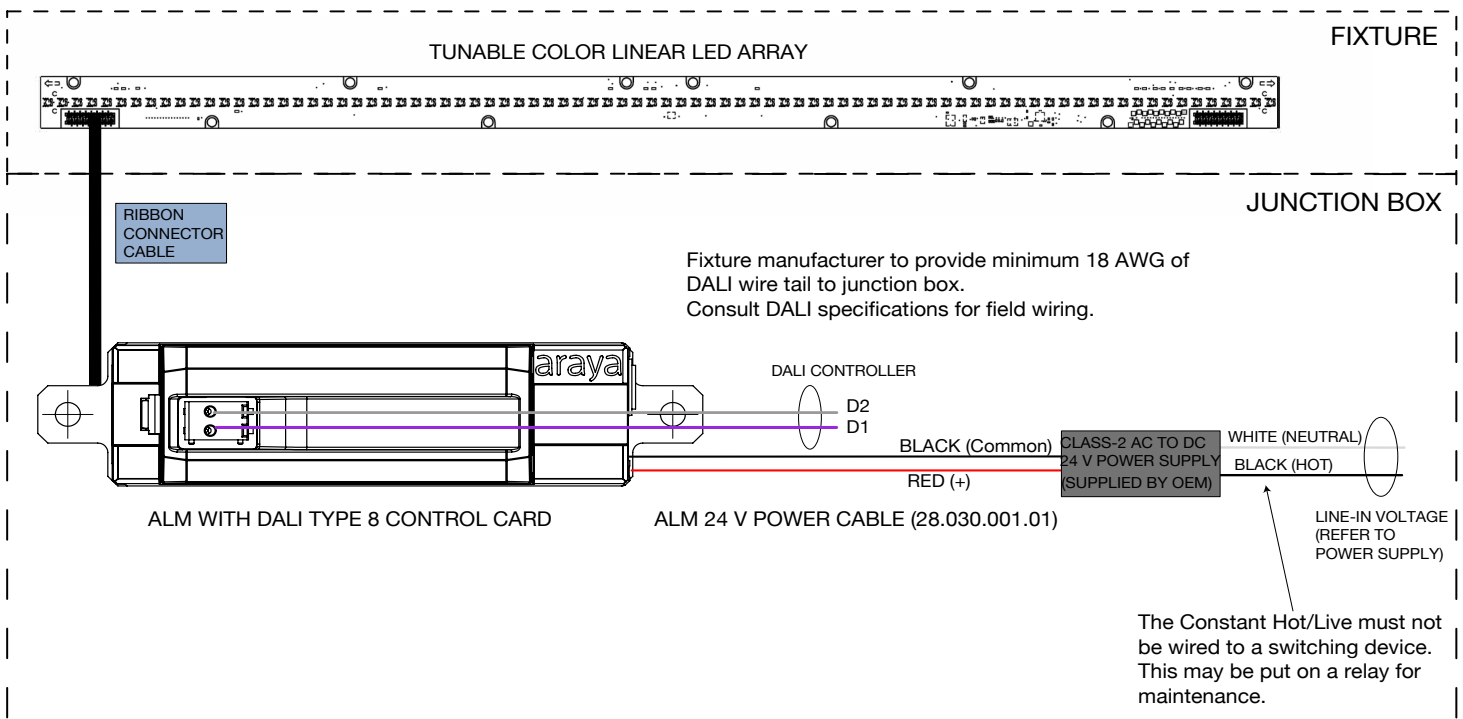 FIXTURE
TUNABLE COLOR LINEAR LED ARRAY
C
C
C
C
JUNCTION BOX
RIBBON
CONNECTOR
CABLE
Fixture manufacturer to provide minimum 18 AWG of
DALI wire tail to junction box.
Consult DALI specifications for field wiring.
araya
DALI CONTROLLER
D2
D1
BLACK (Common)
RED (+)
CLASS-2 AC TO DC
24 V POWER SUPPLY
(SUPPLIED BY OEM)
WHITE (NEUTRAL)
BLACK (HOT)
ALM WITH DALI TYPE 8 CONTROL CARD
ALM 24 V POWER CABLE (28.030.001.01)
LINE-IN VOLTAGE
(REFER TO
POWER SUPPLY)
The Constant Hot/Live must not
be wired to a switching device.
This may be put on a relay for
maintenance.